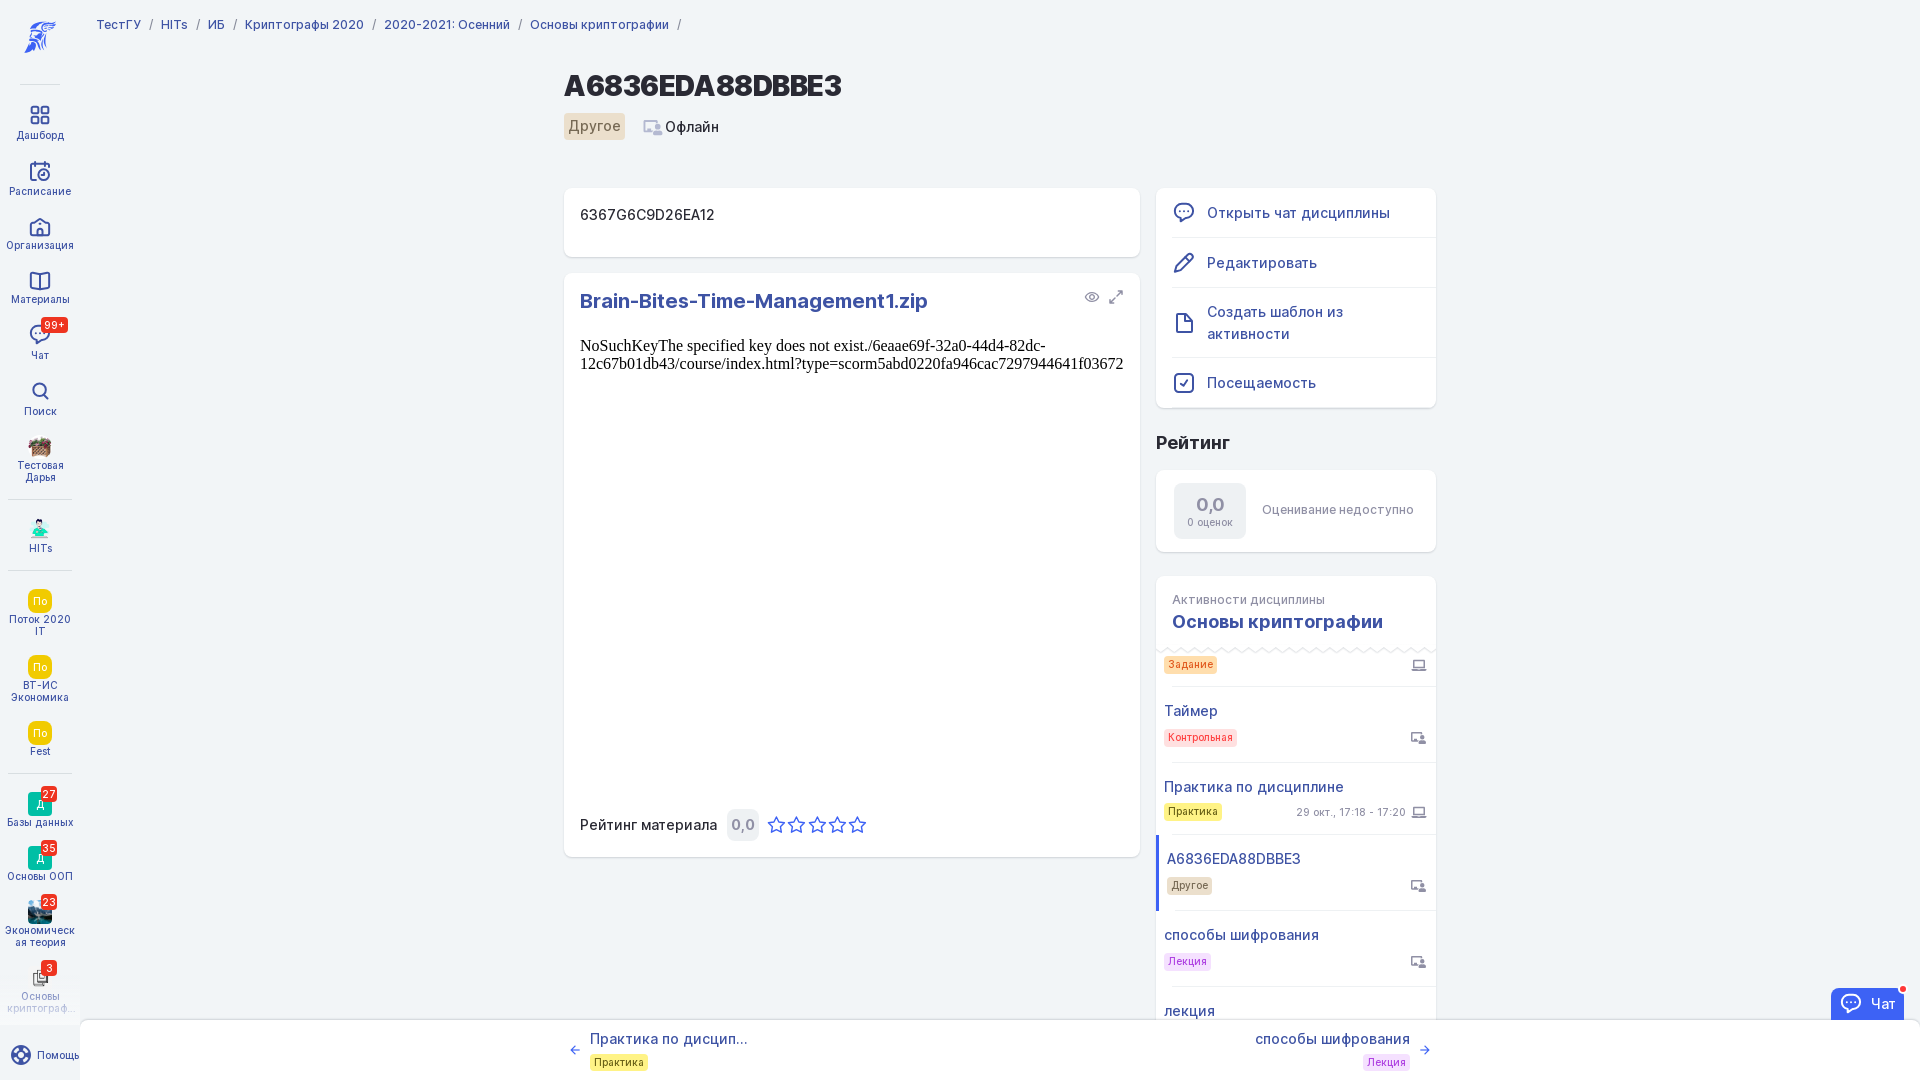 ТестГУ / HITs / ИБ / Криптографы 2020 / 2020-2021: Осенний / Основы криптографии /
A6836EDA88DBBE3
Другое Офлайн
6367G6C9D26EA12
Brain-Bites-Time-Management1.zip
NoSuchKeyThe specified key does not exist./6eaae69f-32a0-44d4-82dc-
12c67b01db43/course/index.html?type=scorm5abd0220fa946cac7297944641f03672
Рейтинг материала 0,0
Открыть чат дисциплины
Редактировать
Создать шаблон из
активности
Посещаемость
Рейтинг
0,0
0 оценок
Оценивание недоступно
Активности дисциплины
Основы криптографии
Задание
Таймер
Контрольная
Практика по дисциплине
Практика 29 окт., 17:18 - 17:20
A6836EDA88DBBE3
Другое
способы шифрования
Лекция
лекция
Дашборд
Расписание
Организация
Материалы
99+
Чат
Поиск
Тестовая
Дарья
HITs
По
Поток 2020
IT
По
ВТ-ИС
Экономика
По
Fest
27
Д
Базы данных
35
Д
Основы ООП
23
Экономическ
ая теория
3
Основы
криптограф...
Помощь
Практика по дисцип...
Практика
способы шифрования
Лекция
Чат